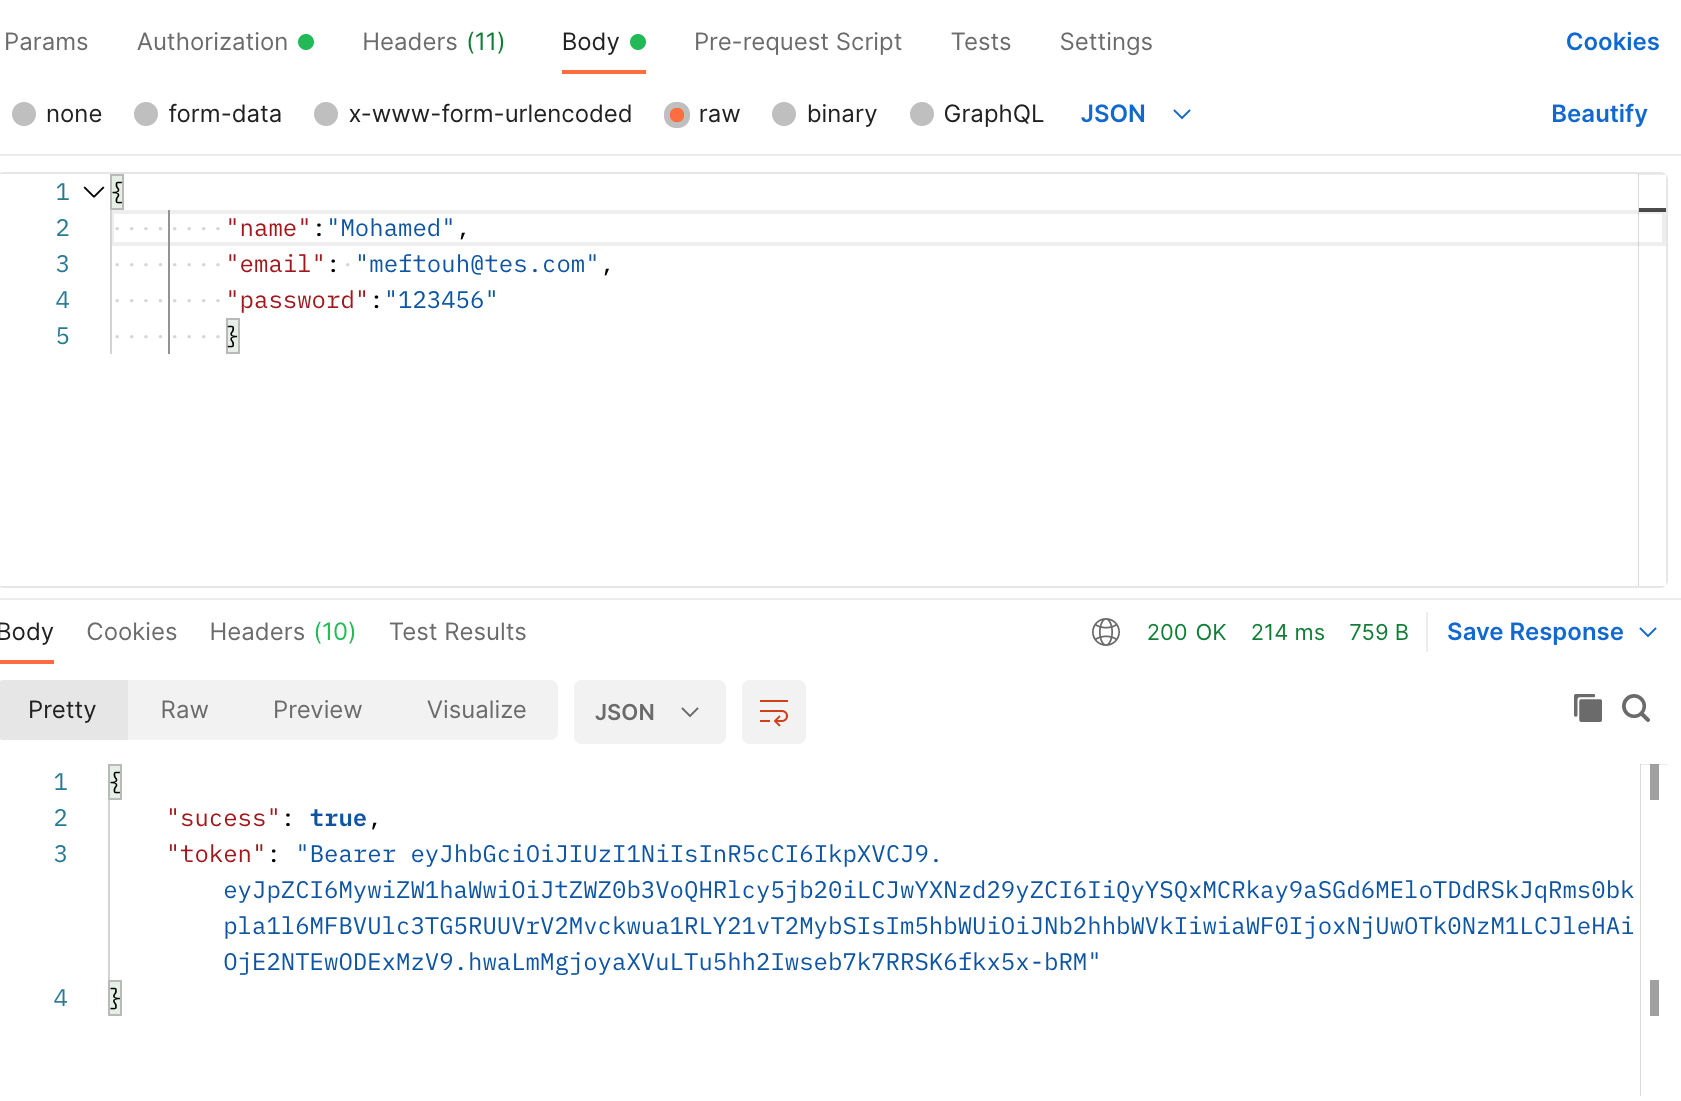 Params Authorization Headers (11) Body Pre-request Script Tests Settings Cookies
none form-data x-www-form-urlencoded raw binary GraphQL JSON Beautify
1 {
2 "name":"Mohamed",
3 "email": "meftouh@tes.com",
4 "password":"123456"
5 }
Body Cookies Headers (10) Test Results 200 OK 214 ms 759 B Save Response
Pretty Raw Preview Visualize JSON
1 {
2 "sucess": true,
3 "token": "Bearer eyJhbGciOiJIUzI1NiIsInR5cCI6IkpXVCJ9.
eyJpZCI6MywiZW1haWwiOiJtZWZ0b3VoQHRlcy5jb20iLCJwYXNzd29yZCI6IiQyYSQxMCRkay9aSGd6MEloTDdRSkJqRms0bk
pla1l6MFBVUlc3TG5RUUVrV2Mvckwua1RLY21vT2MybSIsIm5hbWUiOiJNb2hhbWVkIiwiaWF0IjoxNjUwOTk0NzM1LCJleHAi
OjE2NTEwODExMzV9.hwaLmMgjoyaXVuLTu5hh2Iwseb7k7RRSK6fkx5x-bRM"
4 }